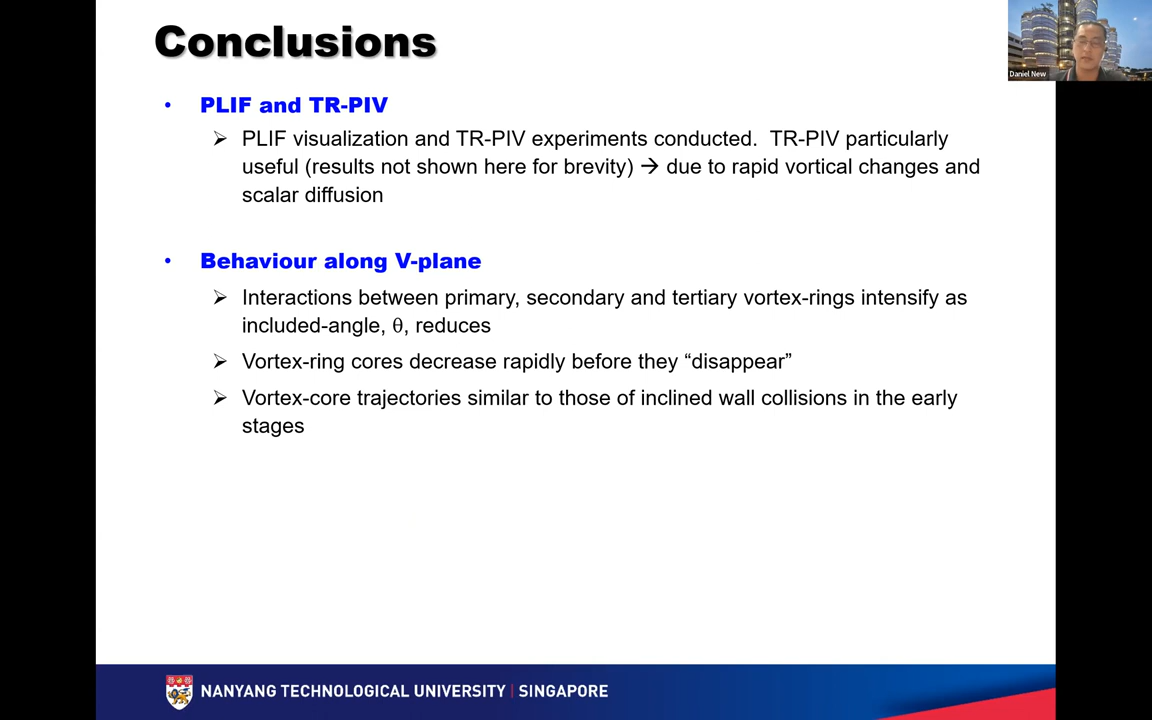 Conclusions
Daniel New
• PLIF and TR-PIV
➢ PLIF visualization and TR-PIV experiments conducted. TR-PIV particularly
useful (results not shown here for brevity) → due to rapid vortical changes and
scalar diffusion
• Behaviour along V-plane
➢ Interactions between primary, secondary and tertiary vortex-rings intensify as
included-angle, θ, reduces
➢ Vortex-ring cores decrease rapidly before they “disappear”
➢ Vortex-core trajectories similar to those of inclined wall collisions in the early
stages
NANYANG TECHNOLOGICAL UNIVERSITY | SINGAPORE